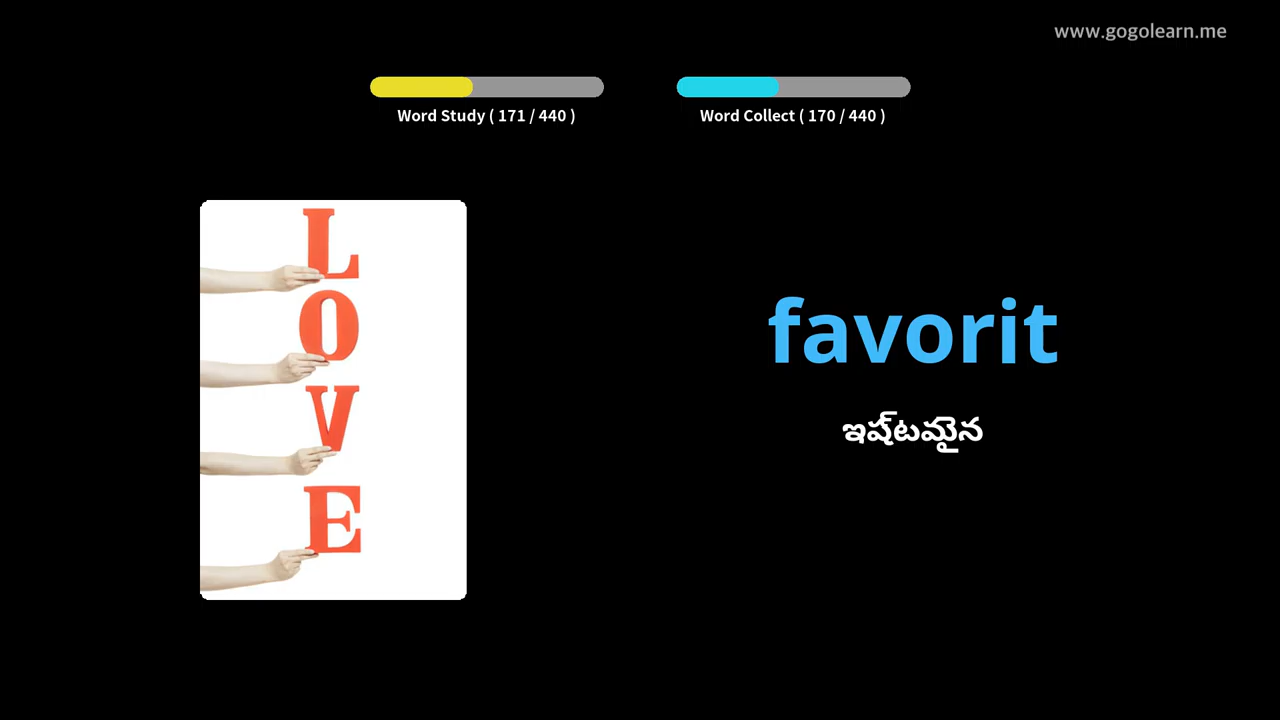 www.gogolearn.me
Word Study ( 171 / 440 )
Word Collect ( 170 / 440 )
L
O
V
E
favorit
ఇష్టమైన